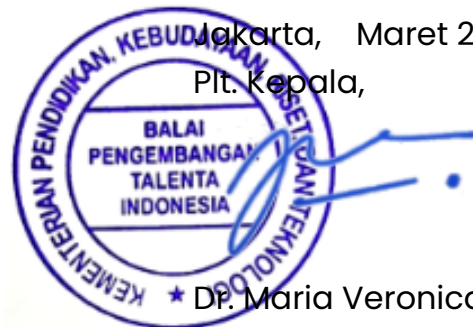 Jakarta, Maret 2
Plt. Kepala,
KEMENTERIAN PENDIDIKAN, KEBUDAYAAN, RISET, DAN TEKNOLOGI
BALAI
PENGEMBANGAN
TALENTA
INDONESIA
Dr. Maria Veronica